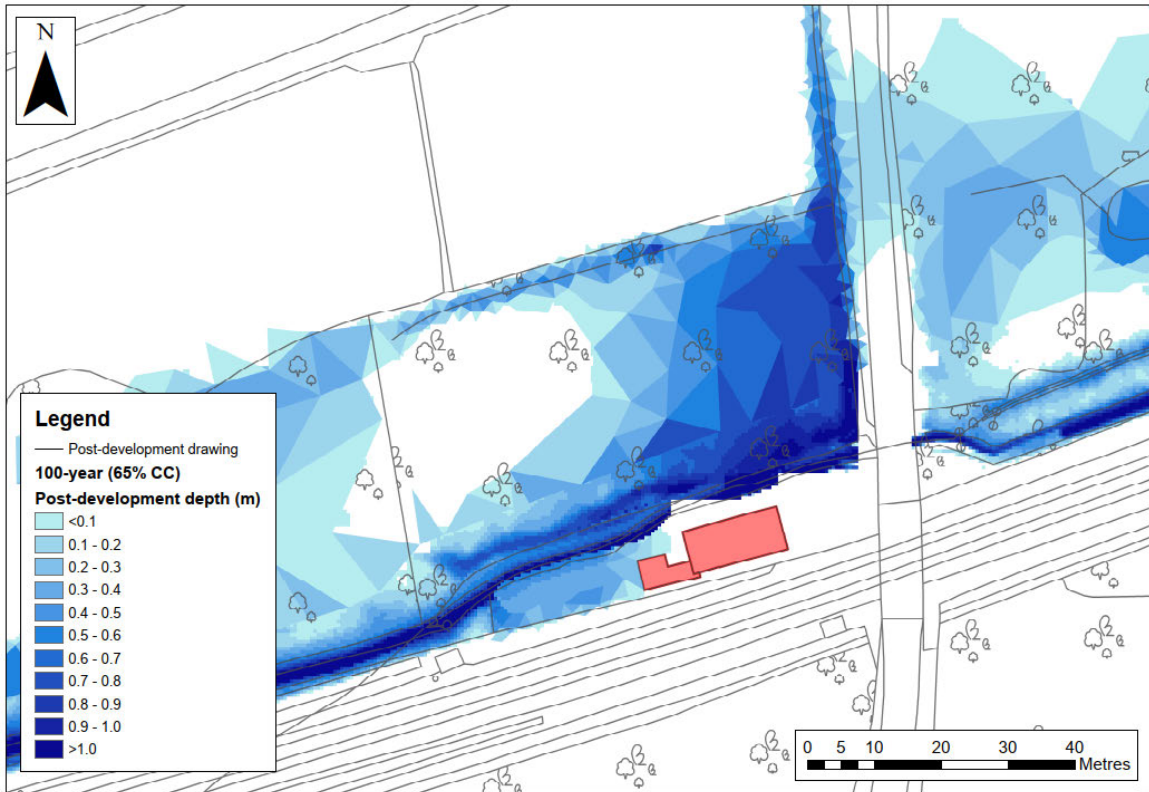 N
Legend
Post-development drawing
100-year (65% CC)
Post-development depth (m)
<0.1
0.1 - 0.2
0.2 - 0.3
0.3 - 0.4
0.4 - 0.5
0.5 - 0.6
0.6 - 0.7
0.7 - 0.8
0.8 - 0.9
0.9 - 1.0
>1.0
0 5 10 20 30 40
Metres